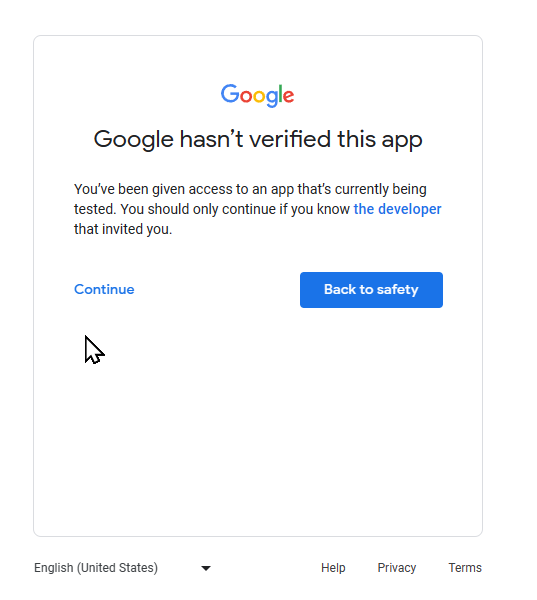 Google
Google hasn’t verified this app
You’ve been given access to an app that’s currently being
tested. You should only continue if you know the developer
that invited you.
Continue
Back to safety
English (United States)
Help
Privacy
Terms